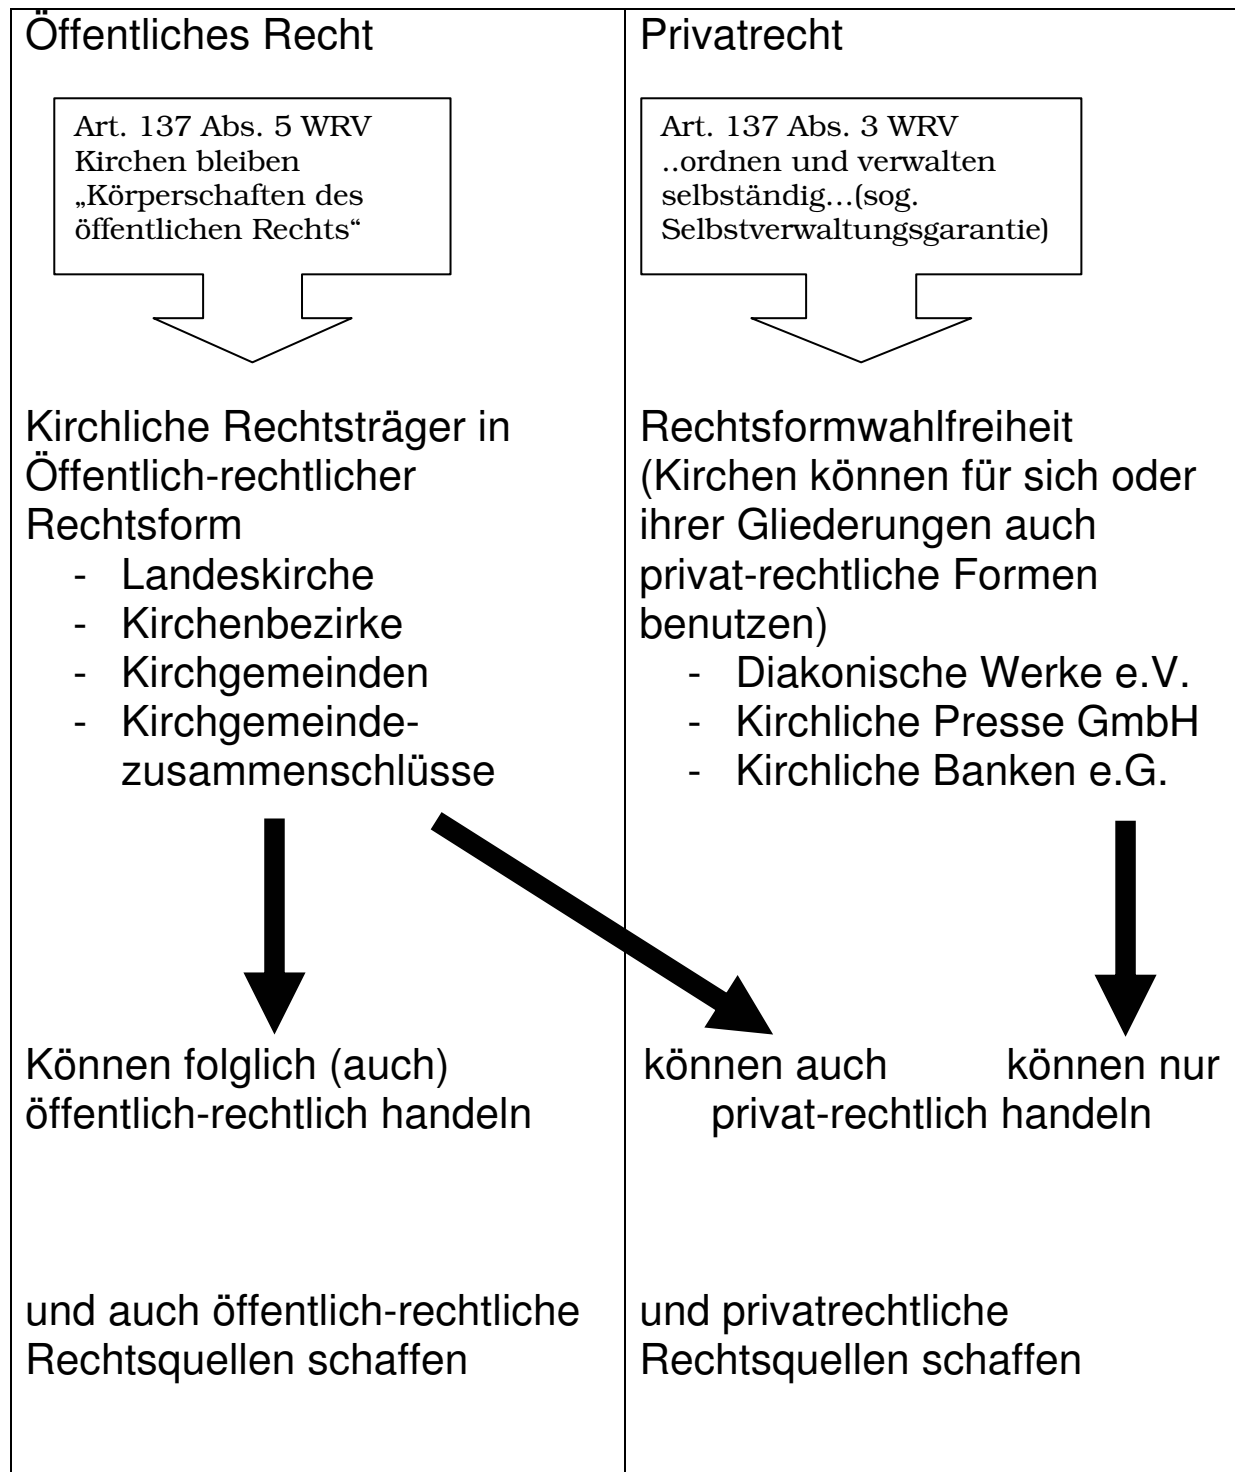 Öffentliches Recht
Art. 137 Abs. 5 WRV
Kirchen bleiben
„Körperschaften des
öffentlichen Rechts“
Kirchliche Rechtsträger in
Öffentlich-rechtlicher
Rechtsform
- Landeskirche
- Kirchenbezirke
- Kirchgemeinden
- Kirchgemeinde-
zusammenschlüsse
Können folglich (auch)
öffentlich-rechtlich handeln
und auch öffentlich-rechtliche
Rechtsquellen schaffen
Privatrecht
Art. 137 Abs. 3 WRV
..ordnen und verwalten
selbständig…(sog.
Selbstverwaltungsgarantie)
Rechtsformwahlfreiheit
(Kirchen können für sich oder
ihrer Gliederungen auch
privat-rechtliche Formen
benutzen)
- Diakonische Werke e.V.
- Kirchliche Presse GmbH
- Kirchliche Banken e.G.
können auch können nur
privat-rechtlich handeln
und privatrechtliche
Rechtsquellen schaffen